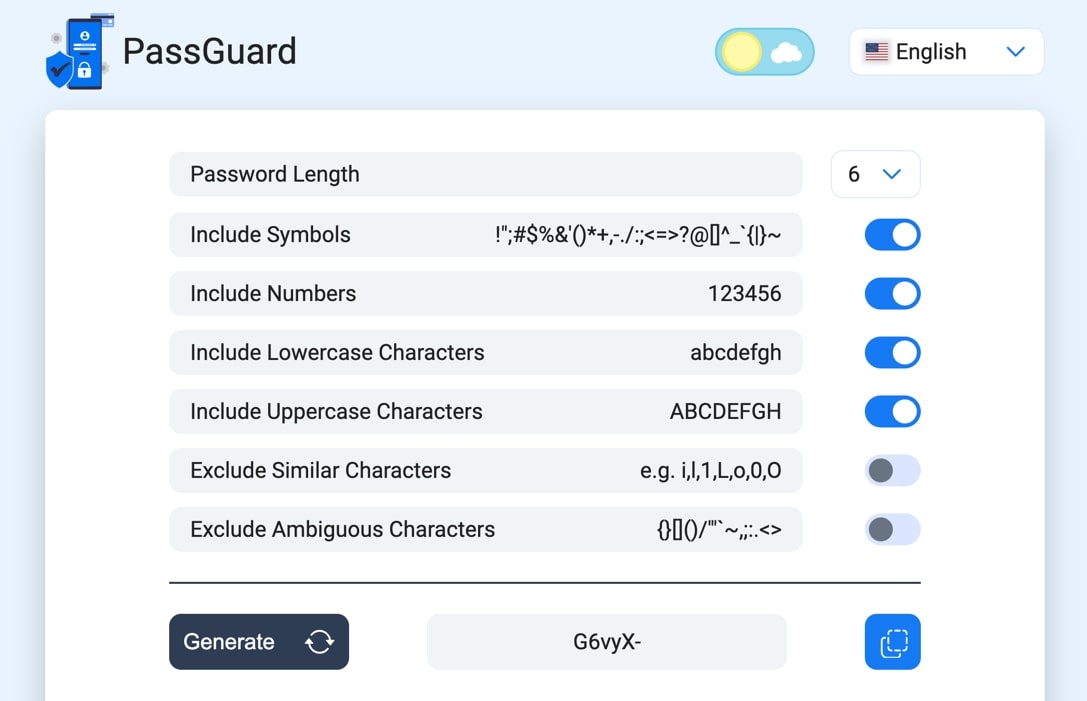 PassGuard
English
Password Length 6
Include Symbols !";#$%&'()*+,-./:;<=>?@[]^_`{|}~
Include Numbers 123456
Include Lowercase Characters abcdefgh
Include Uppercase Characters ABCDEFGH
Exclude Similar Characters e.g. i,l,1,L,o,0,O
Exclude Ambiguous Characters {}[]()/'"`~,;:.<>
Generate G6vyX-